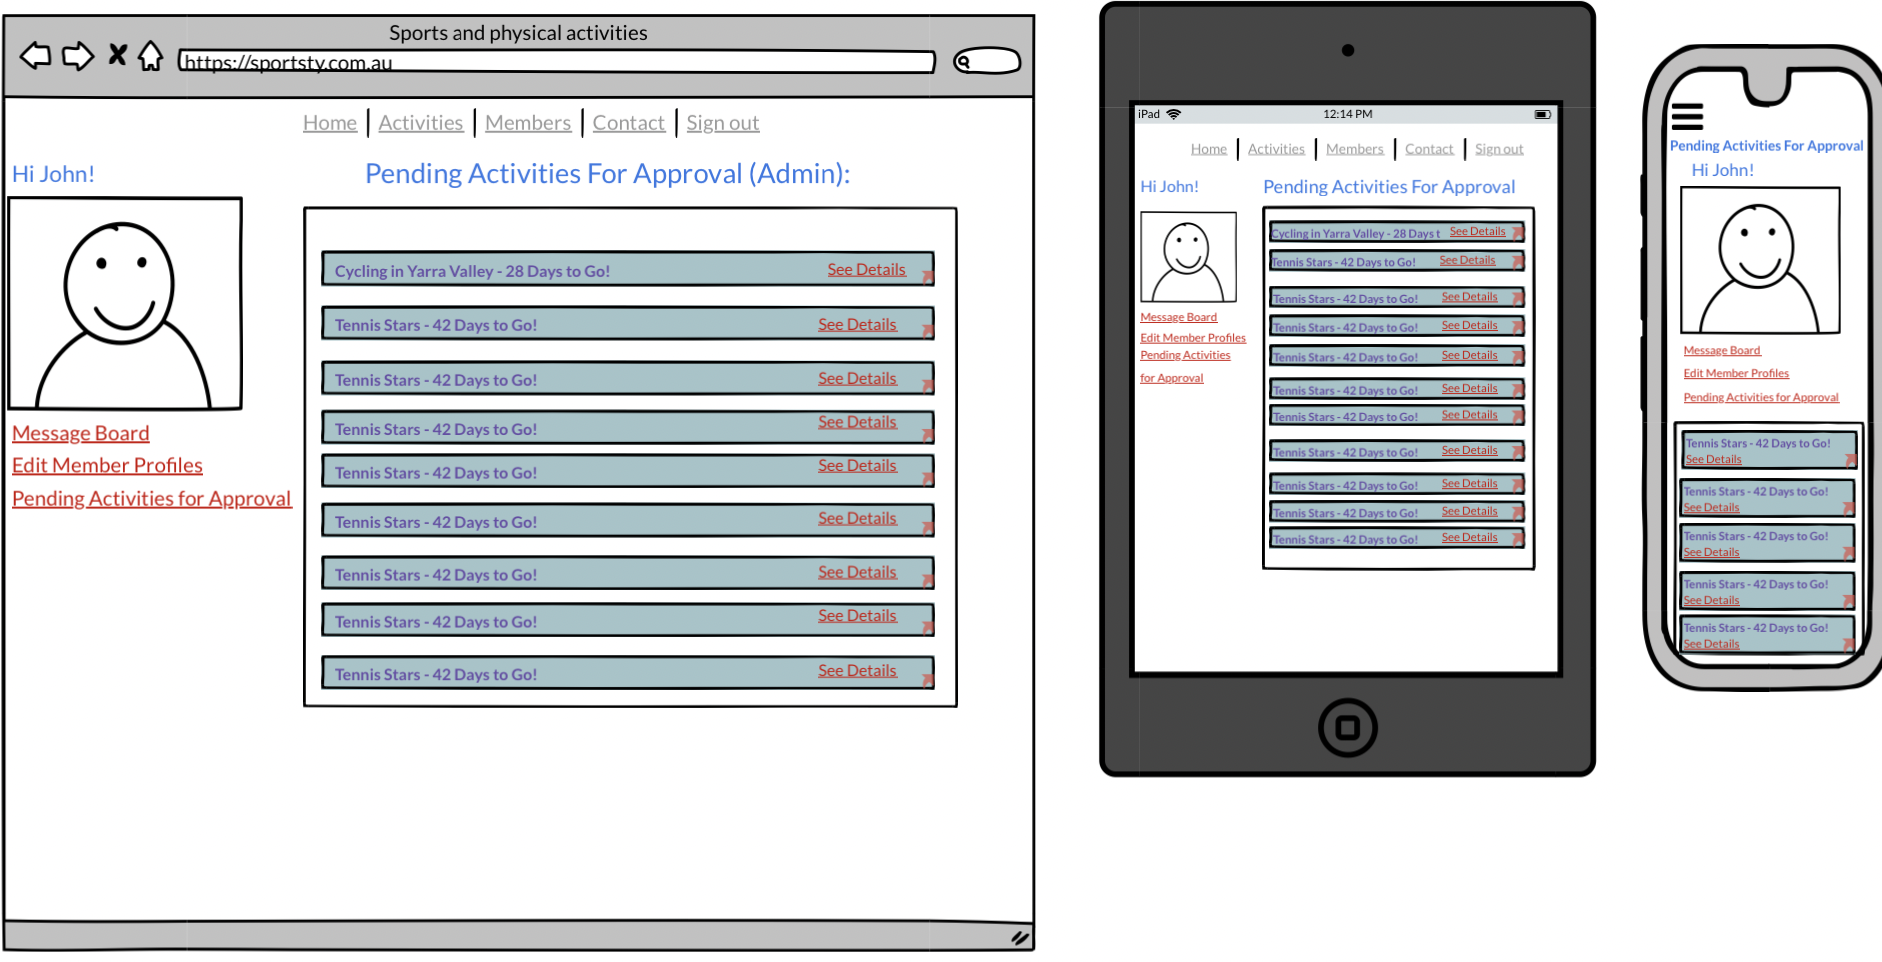 Sports and physical activities
https://sportsty.com.au
Home Activities Members Contact Sign out
Hi John!
Pending Activities For Approval (Admin):
Cycling in Yarra Valley - 28 Days to Go! See Details
Tennis Stars - 42 Days to Go! See Details
Tennis Stars - 42 Days to Go! See Details
Tennis Stars - 42 Days to Go! See Details
Tennis Stars - 42 Days to Go! See Details
Tennis Stars - 42 Days to Go! See Details
Tennis Stars - 42 Days to Go! See Details
Tennis Stars - 42 Days to Go! See Details
Tennis Stars - 42 Days to Go! See Details
Message Board
Edit Member Profiles
Pending Activities for Approval
iPad 12:14 PM
Home Activities Members Contact Sign out
Hi John!
Pending Activities For Approval
Cycling in Yarra Valley - 28 Days t See Details
Tennis Stars - 42 Days to Go! See Details
Tennis Stars - 42 Days to Go! See Details
Tennis Stars - 42 Days to Go! See Details
Tennis Stars - 42 Days to Go! See Details
Tennis Stars - 42 Days to Go! See Details
Tennis Stars - 42 Days to Go! See Details
Tennis Stars - 42 Days to Go! See Details
Tennis Stars - 42 Days to Go! See Details
Tennis Stars - 42 Days to Go! See Details
Tennis Stars - 42 Days to Go! See Details
Message Board
Edit Member Profiles
Pending Activities
for Approval
Pending Activities For Approval
Hi John!
Message Board
Edit Member Profiles
Pending Activities for Approval
Tennis Stars - 42 Days to Go!
See Details
Tennis Stars - 42 Days to Go!
See Details
Tennis Stars - 42 Days to Go!
See Details
Tennis Stars - 42 Days to Go!
See Details
Tennis Stars - 42 Days to Go!
See Details